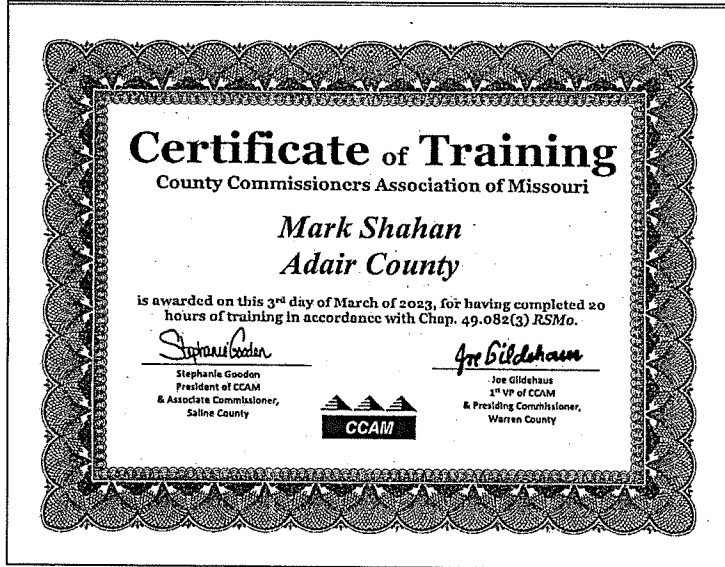 Certificate of Training
County Commissioners Association of Missouri
Mark Shahan
Adair County
is awarded on this 3rd day of March of 2023, for having completed 20
hours of training in accordance with Chap. 49.082(3) RSMo.
Stephanie Gooden
Joe Gildehaus
Stephanie Gooden
President of CCAM
& Associate Commissioner,
Saline County
Joe Gildehaus
1st VP of CCAM
& Presiding Commissioner,
Warren County
CCAM